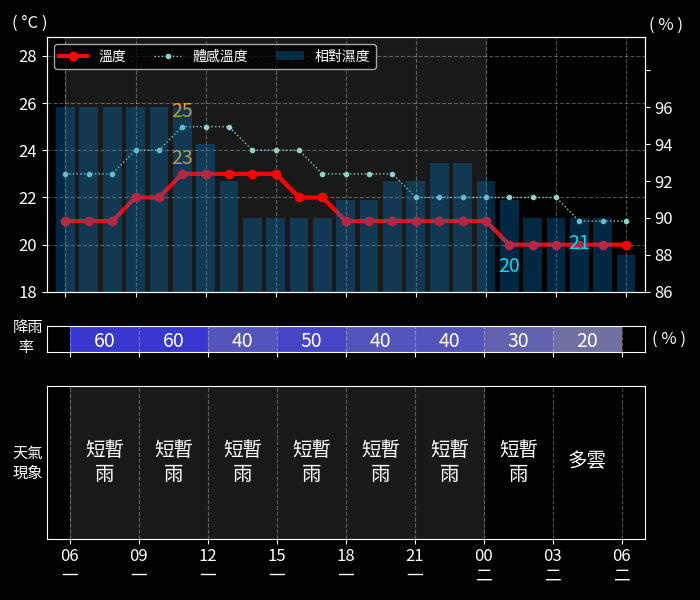 ( °C )
( % )
溫度
體感溫度
相對濕度
28
26
24
22
20
18
96
94
92
90
88
86
25
23
21
20
降雨
率
60
60
40
50
40
40
30
20
( % )
天氣
現象
短暫
雨
短暫
雨
短暫
雨
短暫
雨
短暫
雨
短暫
雨
短暫
雨
多雲
06
一
09
一
12
一
15
一
18
一
21
一
00
二
03
二
06
二